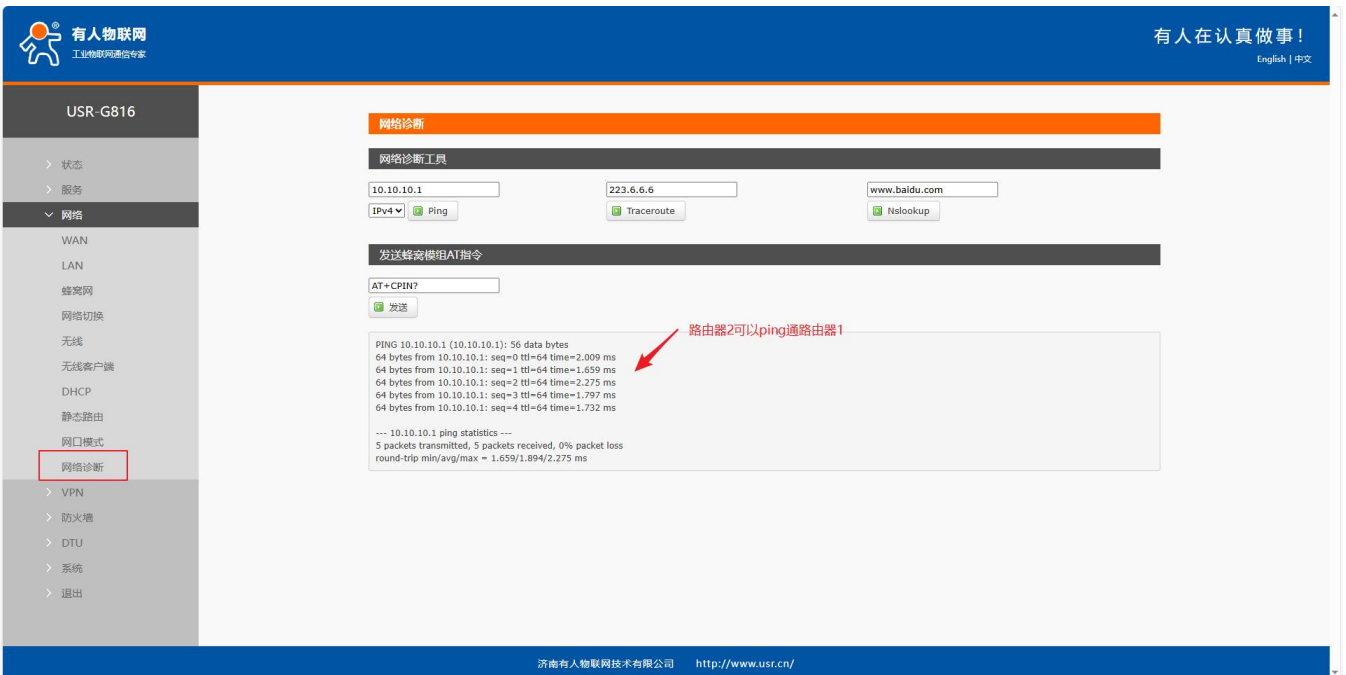 有人物联网
工业物联网通信专家
有人在认真做事！
English | 中文
USR-G816
状态
服务
网络
WAN
LAN
蜂窝网
网络切换
无线
无线客户端
DHCP
静态路由
网口模式
网络诊断
VPN
防火墙
DTU
系统
退出
网络诊断
网络诊断工具
10.10.10.1 223.6.6.6 www.baidu.com
IPv4 Ping Traceroute Nslookup
发送蜂窝模组AT指令
AT+CPIN?
发送
路由器2可以ping通路由器1
PING 10.10.10.1 (10.10.10.1): 56 data bytes
64 bytes from 10.10.10.1: seq=0 ttl=64 time=2.009 ms
64 bytes from 10.10.10.1: seq=1 ttl=64 time=1.659 ms
64 bytes from 10.10.10.1: seq=2 ttl=64 time=2.275 ms
64 bytes from 10.10.10.1: seq=3 ttl=64 time=1.797 ms
64 bytes from 10.10.10.1: seq=4 ttl=64 time=1.732 ms
--- 10.10.10.1 ping statistics ---
5 packets transmitted, 5 packets received, 0% packet loss
round-trip min/avg/max = 1.659/1.894/2.275 ms
济南有人物联网技术有限公司 http://www.usr.cn/